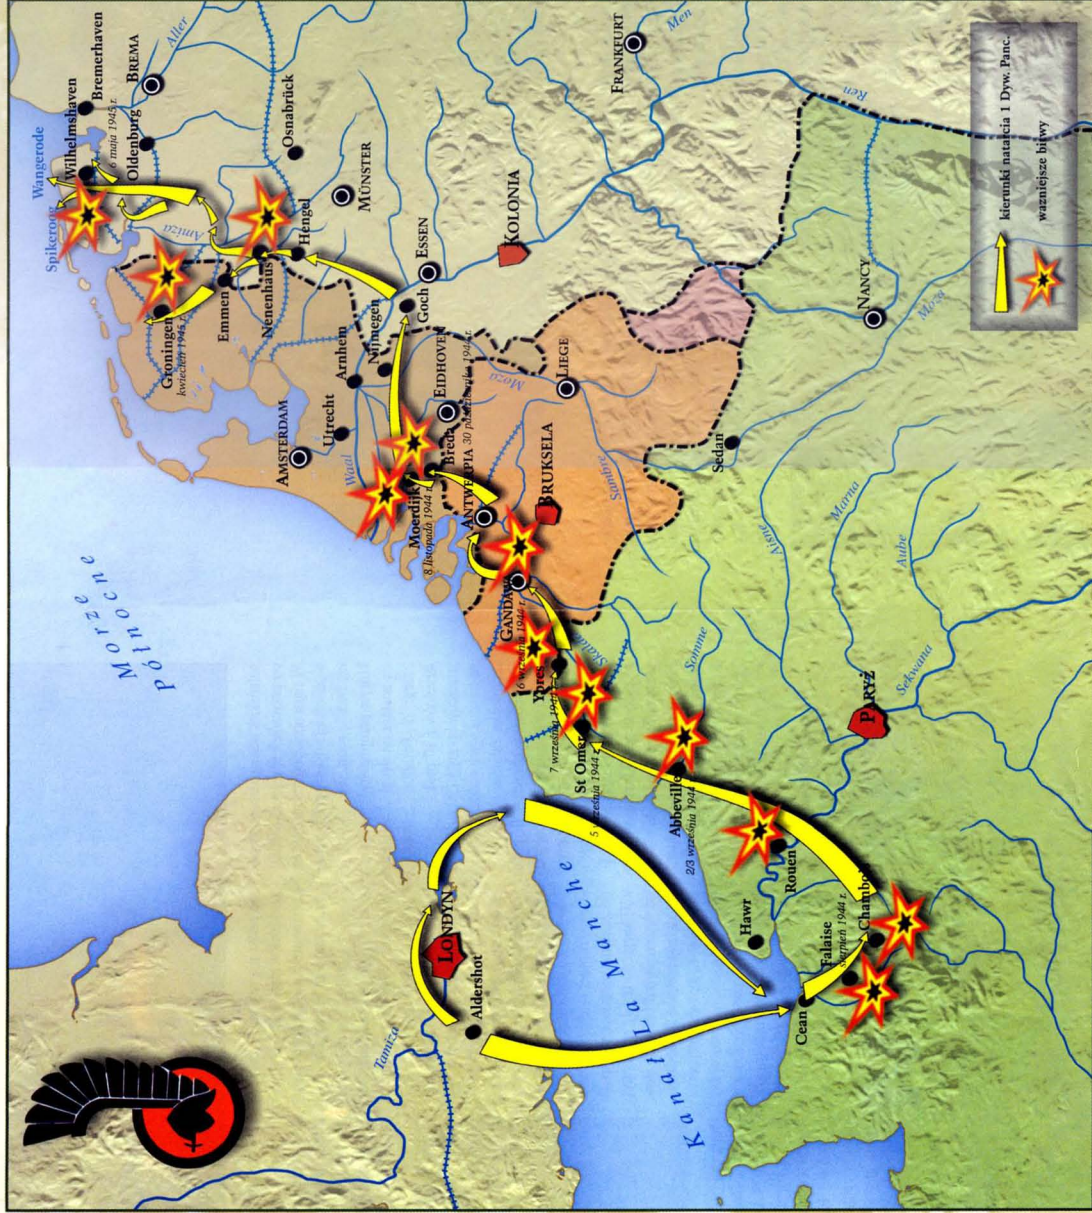 Morze
Północne
Spikeroog
Wangerode
Wilhelmshaven
Bremerhaven
6 maja 1945 r.
Oldenburg
BREMA
Aller
Groningen
kwiecień 1945 r.
Amiza
Emmen
Nenenhaus
Hengel
Osnabrück
AMSTERDAM
Utrecht
Arnhem
Nijmegen
MÜNSTER
Waal
Goch
ESSEN
Moerdijk
8 listopada 1944 r.
Breda
EIDHOVEN
30 października 1944 r.
ANTWERPIA
Moza
KOLONIA
Tamiza
LONDYN
Aldershot
GANDAWA
6 września 1944 r.
BRUKSELA
LIEGE
Ypres
7 września 1944 r.
Skalda
Sambre
St Omer
5 września 1944 r.
Kanał La Manche
Abbeville
2/3 września 1944
Somme
Sedan
FRANKFURT
Men
Hawr
Rouen
Aisne
Cean
Falaise
sierpień 1944 r.
Chambois
PARYŻ
Marna
NANCY
Ren
Sekwana
Aube
Moza
kierunki natarcia 1 Dyw. Panc.
ważniejsze bitwy